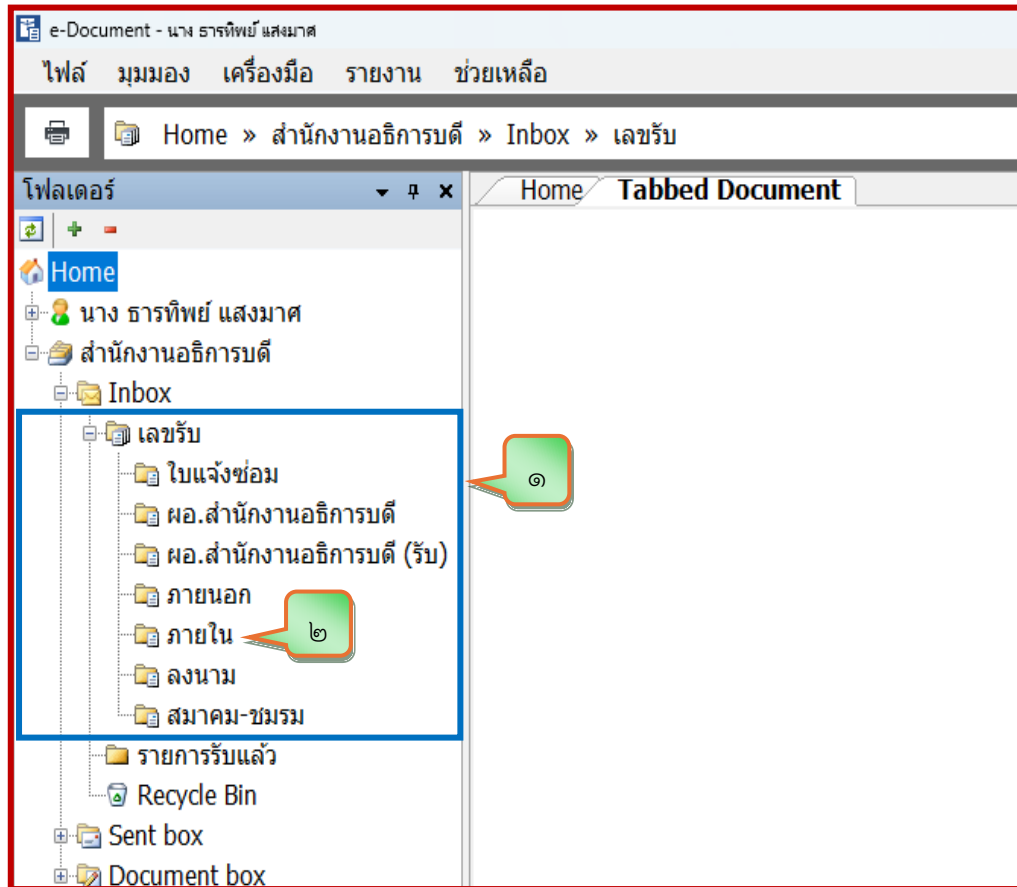 e-Document - นาง ธารทิพย์ แสงมาศ
ไฟล์ มุมมอง เครื่องมือ รายงาน ช่วยเหลือ
Home » สำนักงานอธิการบดี » Inbox » เลขรับ
โฟลเดอร์
Home Tabbed Document
Home
นาง ธารทิพย์ แสงมาศ
สำนักงานอธิการบดี
Inbox
เลขรับ
ใบแจ้งซ่อม
๑
ผอ.สำนักงานอธิการบดี
ผอ.สำนักงานอธิการบดี (รับ)
ภายนอก
ภายใน ๒
ลงนาม
สมาคม-ชมรม
รายการรับแล้ว
Recycle Bin
Sent box
Document box